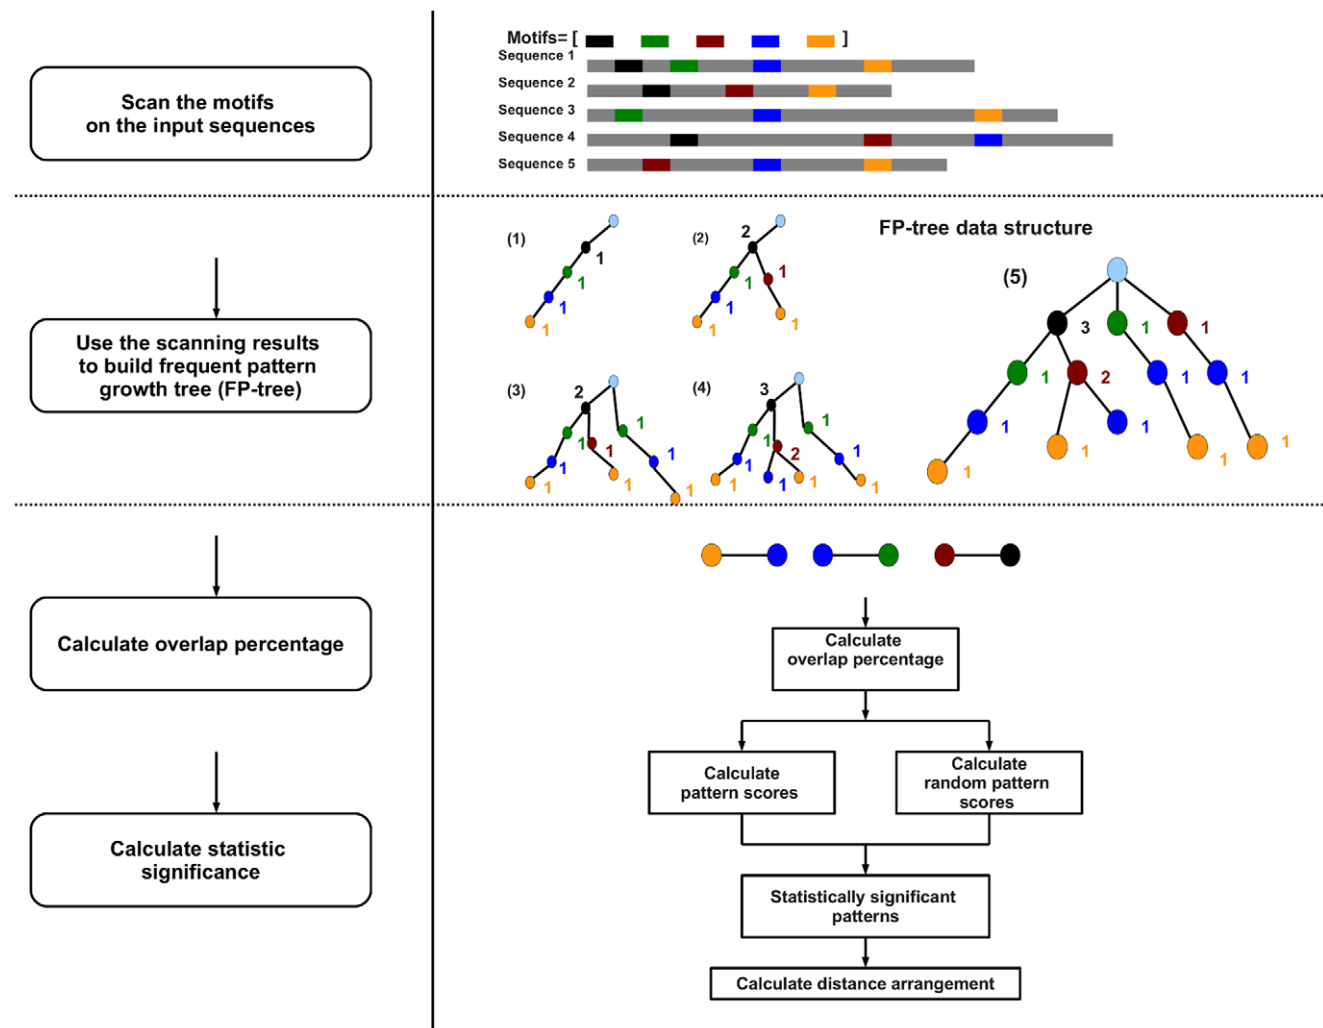 Motifs= [ ]
Sequence 1
Sequence 2
Sequence 3
Sequence 4
Sequence 5
Scan the motifs
on the input sequences
FP-tree data structure
(1)
1
1
1
1
(2)
2
1
1
1
1
1
(3)
2
1
1
1
1
1
1
1
1
(4)
3
1
2
1
1
1
1
1
1
1
(5)
3
1
1
1
2
1
1
1
1
1
1
1
1
Use the scanning results
to build frequent pattern
growth tree (FP-tree)
Calculate overlap percentage
Calculate statistic
significance
Calculate
overlap percentage
Calculate
pattern scores
Calculate
random pattern
scores
Statistically significant
patterns
Calculate distance arrangement